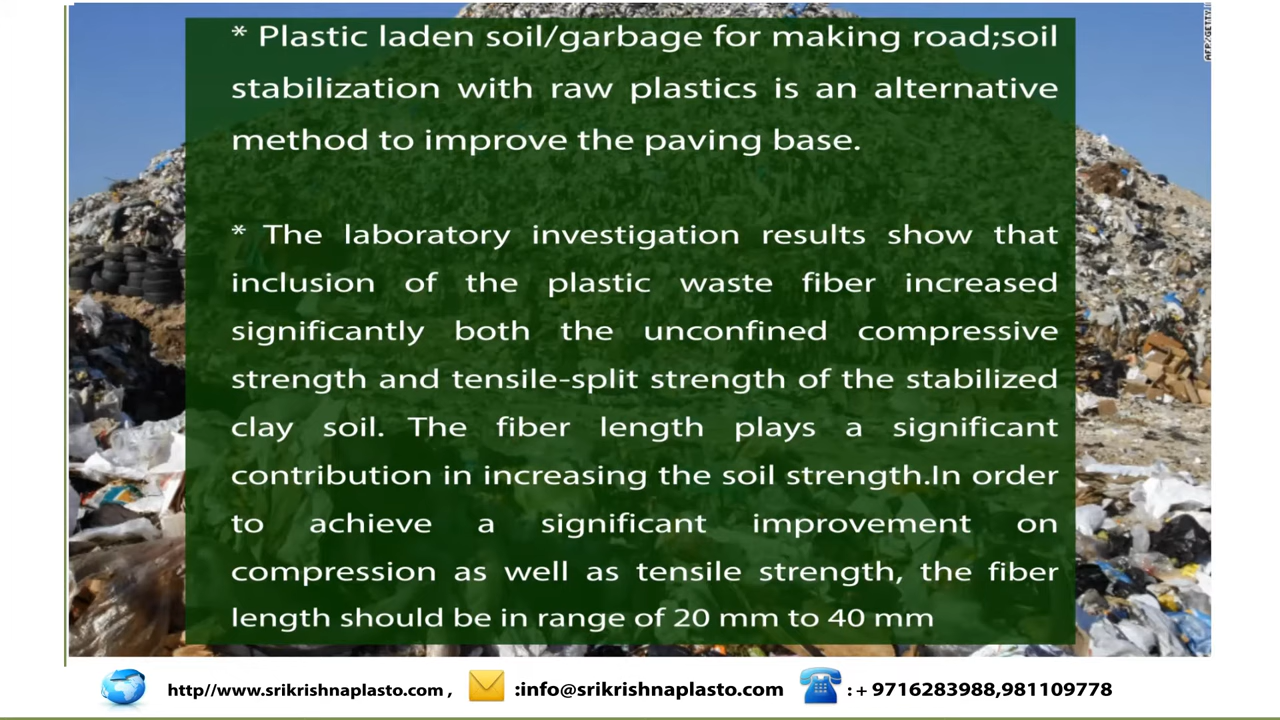 * Plastic laden soil/garbage for making road;soil
stabilization with raw plastics is an alternative
method to improve the paving base.
* The laboratory investigation results show that
inclusion of the plastic waste fiber increased
significantly both the unconfined compressive
strength and tensile-split strength of the stabilized
clay soil. The fiber length plays a significant
contribution in increasing the soil strength.In order
to achieve a significant improvement on
compression as well as tensile strength, the fiber
length should be in range of 20 mm to 40 mm
AFP/GETTY
http//www.srikrishnaplasto.com , :info@srikrishnaplasto.com : + 9716283988,981109778